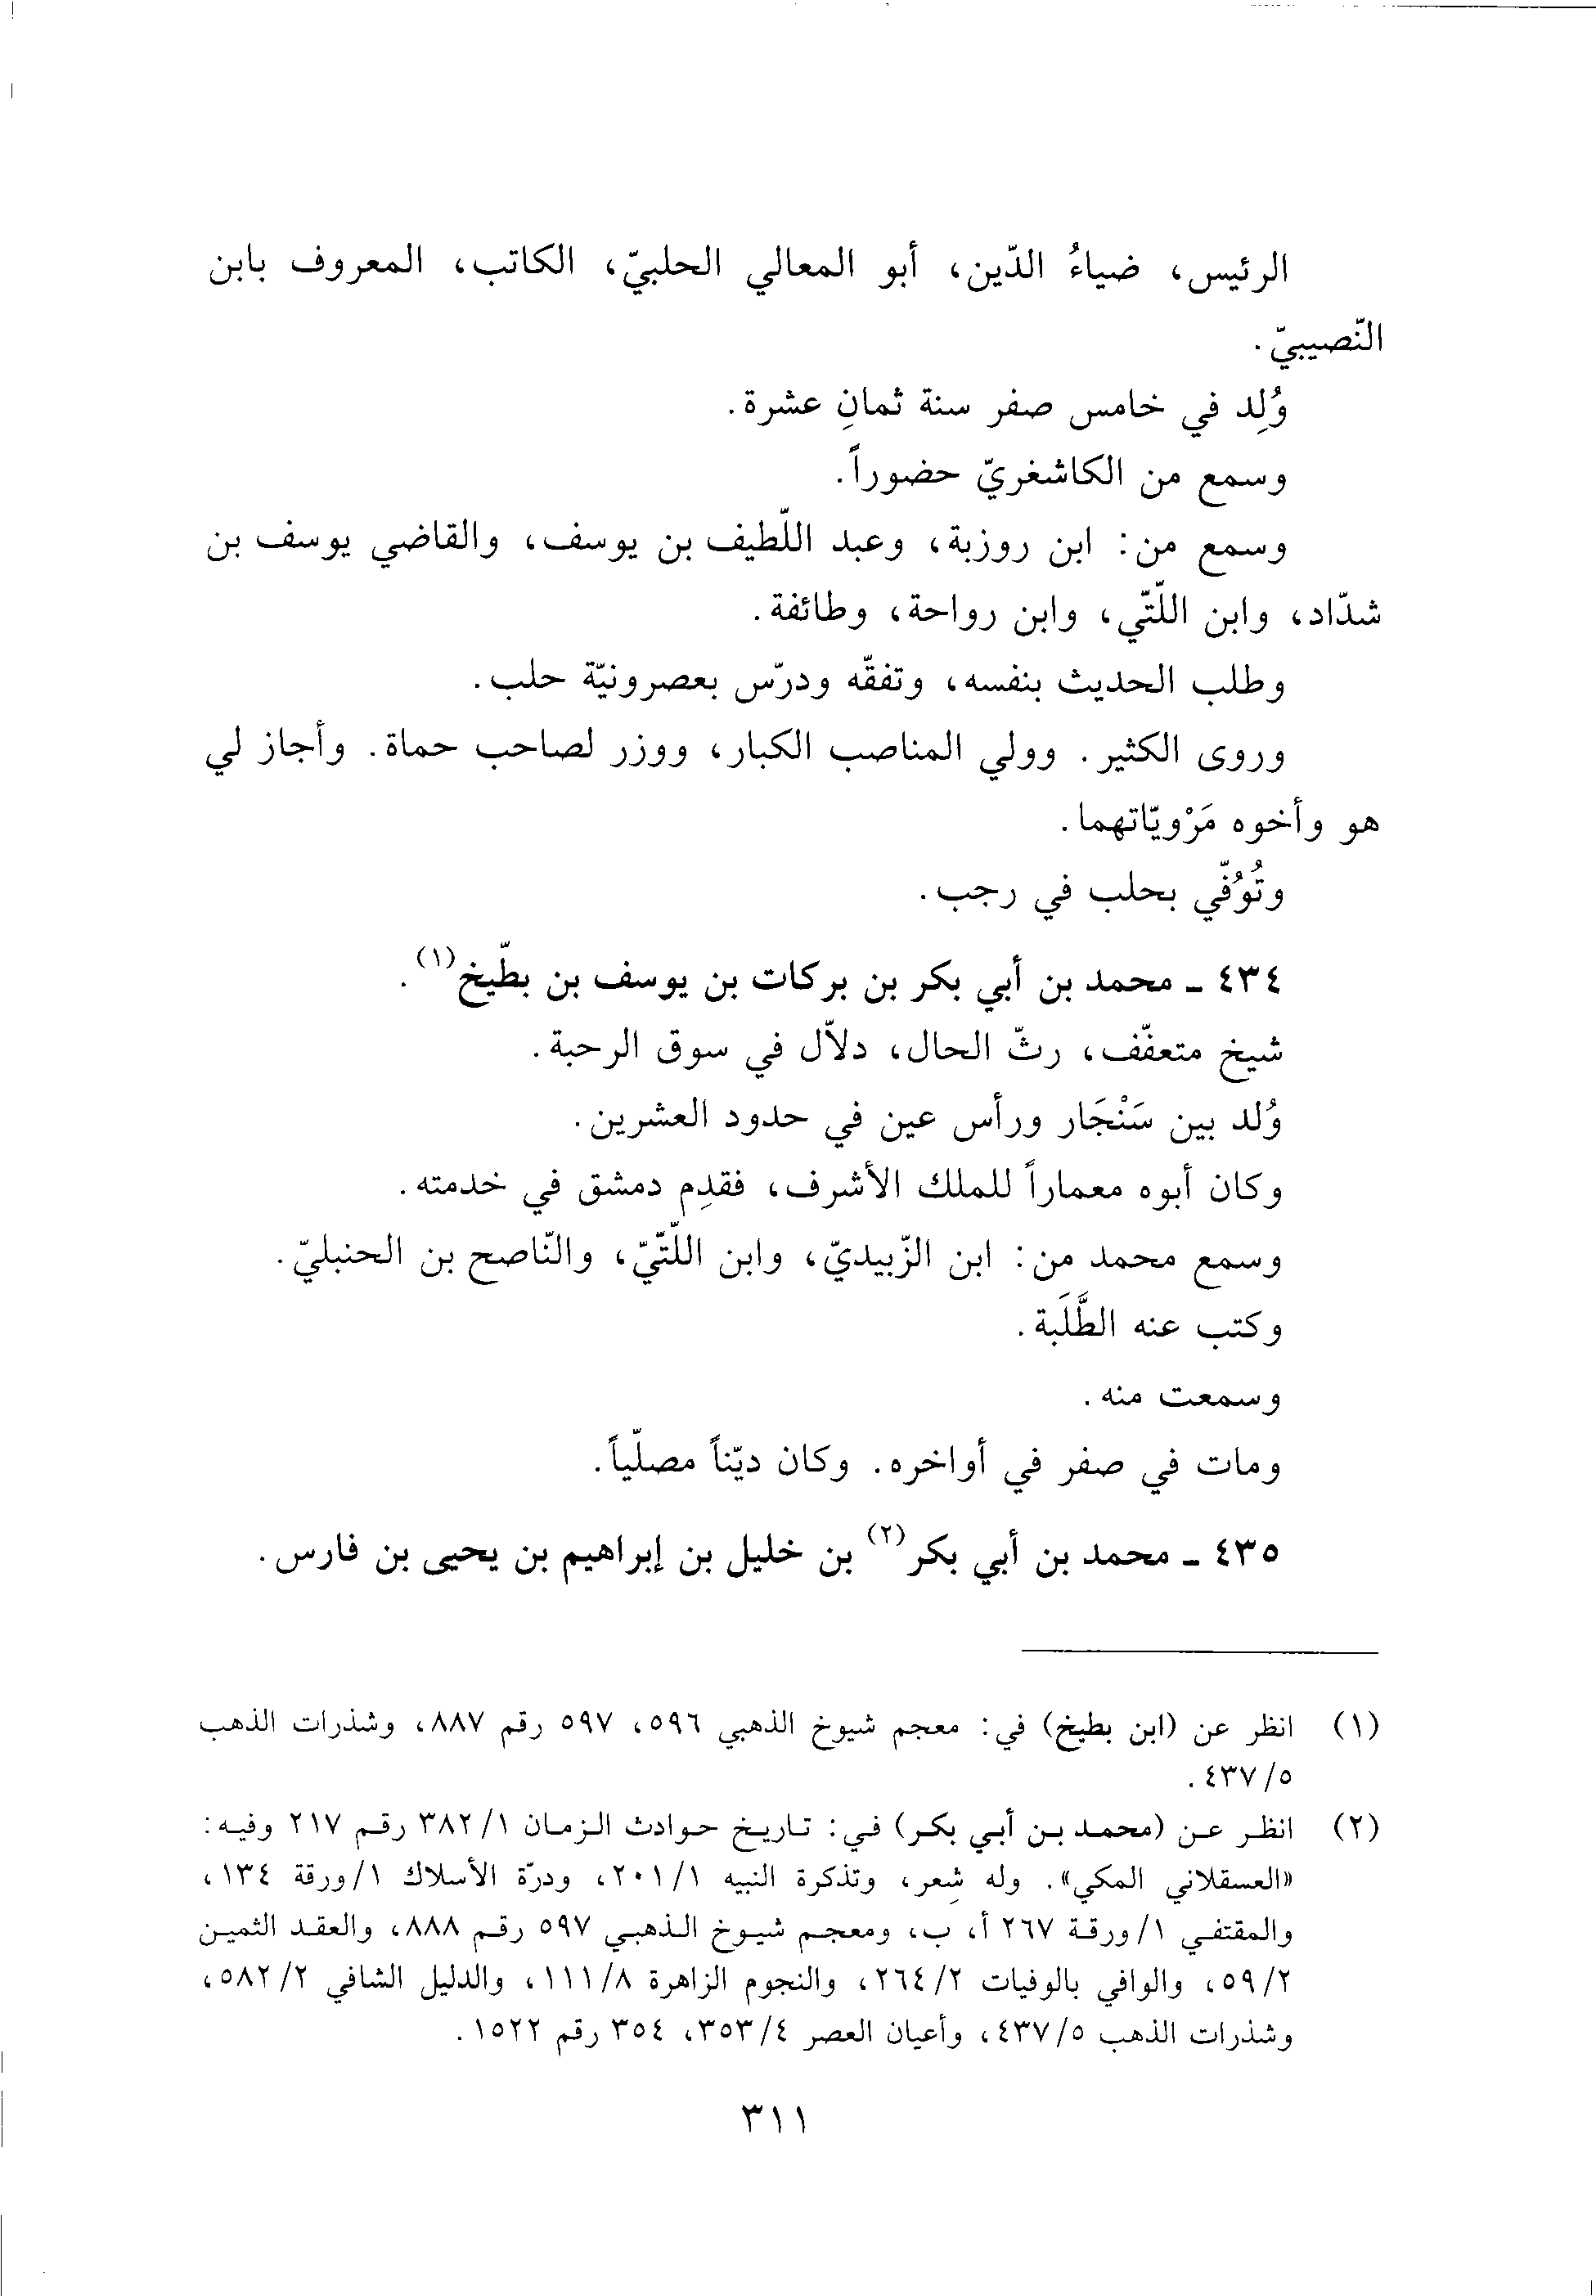 الرئيس، ضياءُ الدّين، أبو المعالي الحلبيّ، الكاتب، المعروف بابن
النّصيبيّ.
وُلِد في خامس صفر سنة ثمانِ عشرة.
وسمع من الكاشغريّ حضوراً.
وسمع من: ابن روزبة، وعبد اللّطيف بن يوسف، والقاضي يوسف بن
شدّاد، وابن اللّتّي، وابن رواحة، وطائفة.
وطلب الحديث بنفسه، وتفقّه ودرّس بعصرونيّة حلب.
وروى الكثير. وولي المناصب الكبار، ووزر لصاحب حماة. وأجاز لي
هو وأخوه مَرْويّاتهما.
وتُوُفّي بحلب في رجب.
٤٣٤ ـ محمد بن أبي بكر بن بركات بن يوسف بن بطّيخ(١).
شيخ متعفّف، رثّ الحال، دلاّل في سوق الرحبة.
وُلد بين سَنْجَار ورأس عين في حدود العشرين.
وكان أبوه معماراً للملك الأشرف، فقدِم دمشق في خدمته.
وسمع محمد من: ابن الزّبيديّ، وابن اللّتّيّ، والنّاصح بن الحنبليّ.
وكتب عنه الطَّلَبة.
وسمعت منه.
ومات في صفر في أواخره. وكان ديّناً مصلّياً.
٤٣٥ ـ محمد بن أبي بكر(٢) بن خليل بن إبراهيم بن يحيى بن فارس.
(١) انظر عن (ابن بطيخ) في: معجم شيوخ الذهبي ٥٩٦، ٥٩٧ رقم ٨٨٧، وشذرات الذهب
٤٣٧/٥.
(٢) انظر عن (محمد بن أبي بكر) في: تاريخ حوادث الزمان ٣٨٢/١ رقم ٢١٧ وفيه:
«العسقلاني المكي». وله شِعر، وتذكرة النبيه ٢٠١/١، ودرّة الأسلاك ١/ورقة ١٣٤،
والمقتفي ١/ورقة ٢٦٧ أ، ب، ومعجم شيوخ الذهبي ٥٩٧ رقم ٨٨٨، والعقد الثمين
٥٩/٢، والوافي بالوفيات ٢٦٤/٢، والنجوم الزاهرة ١١١/٨، والدليل الشافي ٥٨٢/٢،
وشذرات الذهب ٤٣٧/٥، وأعيان العصر ٣٥٣/٤، ٣٥٤ رقم ١٥٢٢.
٣١١